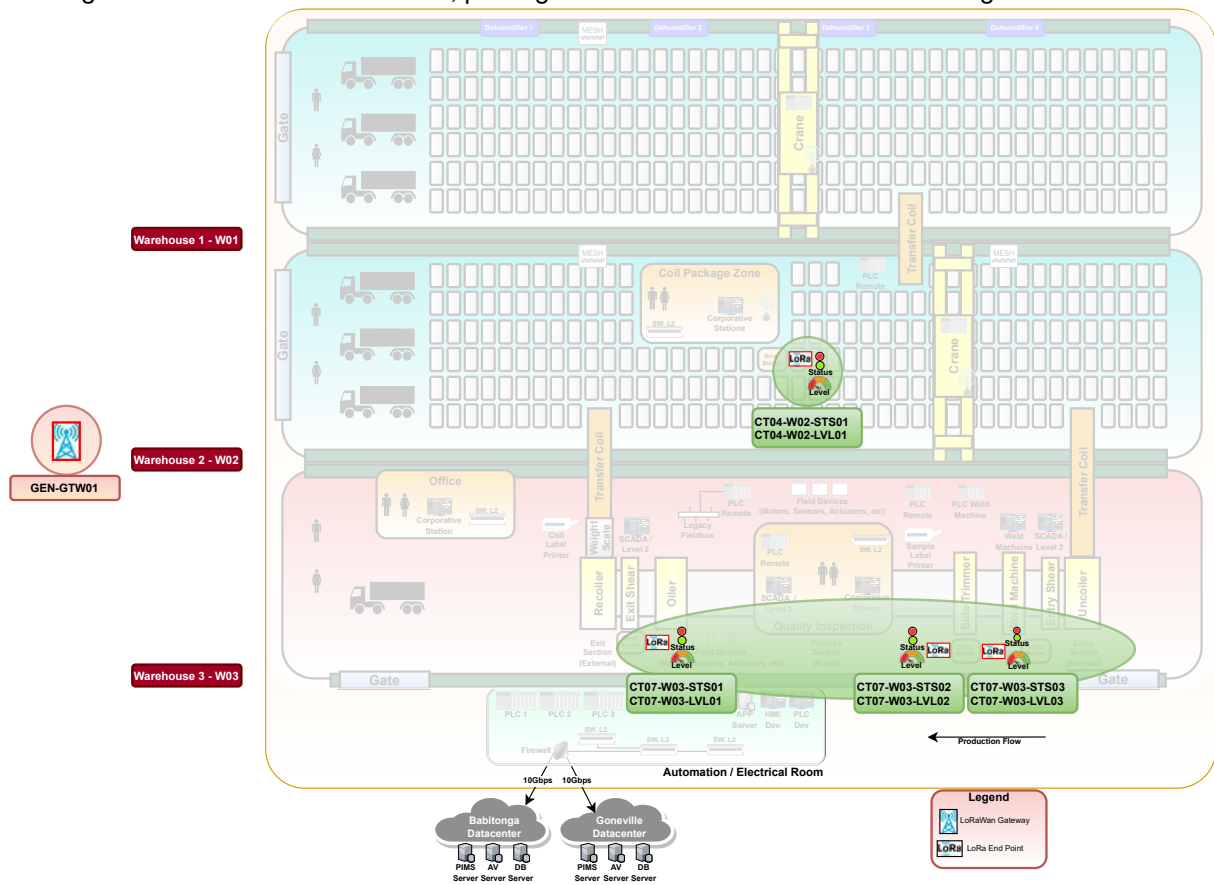 Dehumidifier 1
Dehumidifier 2
Dehumidifier 3
Dehumidifier 4
MESH
Gate
Crane
Transfer Coil
Warehouse 1 - W01
MESH
MESH
Coil Package Zone
Corporative
Stations
SW. L2
PLC
Remote
Gate
Crane
LoRa
Status
Level
CT04-W02-STS01
CT04-W02-LVL01
GEN-GTW01
Warehouse 2 - W02
Office
Corporative
Station
SW. L2
Transfer Coil
Weight
Scale
Coil
Label
Printer
SCADA /
Level 2
Legacy
Fieldbus
PLC
Remote
Field Devices
(Motors, Sensors, Actuators, etc)
PLC
Remote
PLC Weld
Machine
Sample
Label
Printer
Weld
Macheine
SCADA /
Level 2
Transfer Coil
PLC
Remote
SW. L2
SCADA /
Level 2
Corporative
Station
Quality Inspection
Recoiler
Exit Shear
Oiler
Side Trimmer
Entry Shear
Uncoiler
Exit
Section
(External)
LoRa
Status
Level
Status
Level
LoRa
LoRa
Status
Level
Warehouse 3 - W03
Gate
Gate
CT07-W03-STS01
CT07-W03-LVL01
CT07-W03-STS02
CT07-W03-LVL02
CT07-W03-STS03
CT07-W03-LVL03
PLC 1
PLC 2
PLC 3
APP
Server
HMI.
Dev.
PLC
Dev
SW. L2
SW. L3
SW. L2
Firewall
Production Flow
Automation / Electrical Room
10Gbps
10Gbps
Babitonga
Datacenter
Goneville
Datacenter
PIMS
Server
AV
Server
DB
Server
PIMS
Server
AV
Server
DB
Server
Legend
LoRaWan Gateway
LoRa
LoRa End Point